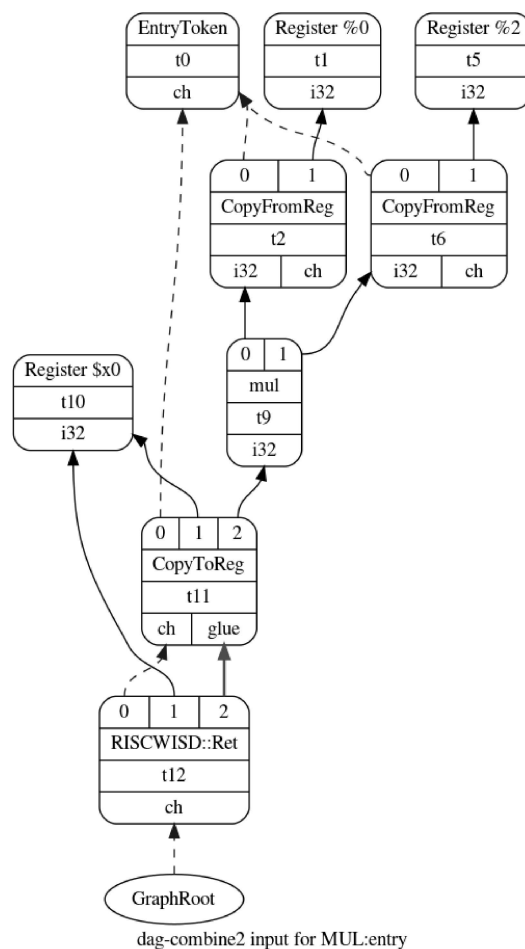 EntryToken
t0
ch
Register %0
t1
i32
Register %2
t5
i32
0 1
CopyFromReg
t2
i32 ch
0 1
CopyFromReg
t6
i32 ch
0 1
mul
t9
i32
Register $x0
t10
i32
0 1 2
CopyToReg
t11
ch glue
0 1 2
RISCWISD::Ret
t12
ch
GraphRoot
dag-combine2 input for MUL:entry